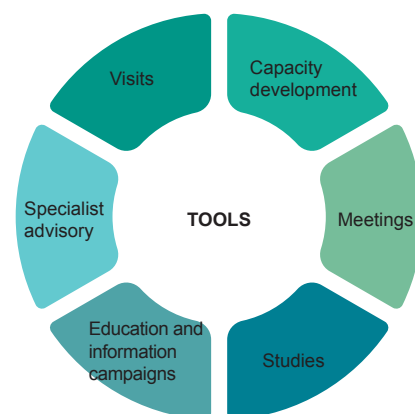 Visits
Capacity
development
Specialist
advisory
TOOLS
Meetings
Education and
information
campaigns
Studies